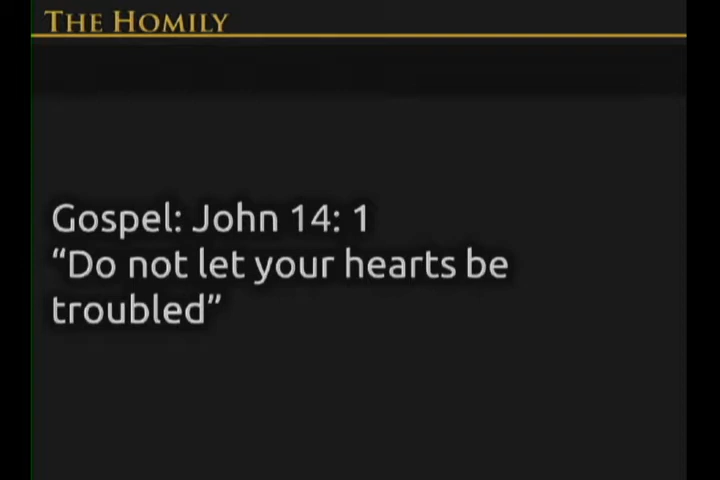 THE HOMILY
Gospel: John 14: 1
“Do not let your hearts be
troubled”